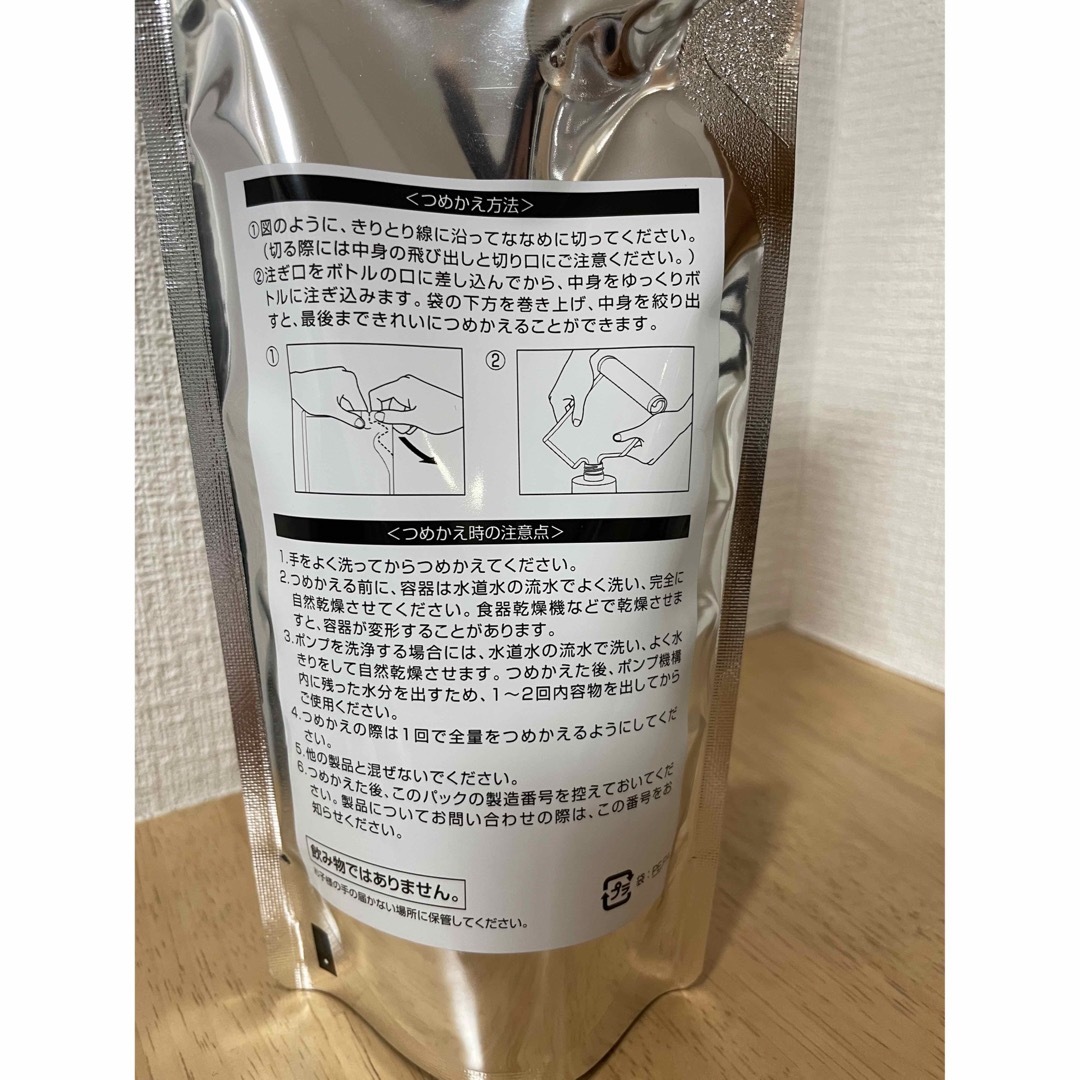 ＜つめかえ方法＞
①図のように、きりとり線に沿ってななめに切ってください。
（切る際には中身の飛び出しと切り口にご注意ください。）
②注ぎ口をボトルの口に差し込んでから、中身をゆっくりボ
トルに注ぎ込みます。袋の下方を巻き上げ、中身を絞り出
すと、最後まできれいにつめかえることができます。
① ②
＜つめかえ時の注意点＞
1.手をよく洗ってからつめかえてください。
2.つめかえる前に、容器は水道水の流水でよく洗い、完全に
自然乾燥させてください。食器乾燥機などで乾燥させま
すと、容器が変形することがあります。
3.ポンプを洗浄する場合には、水道水の流水で洗い、よく水
きりをして自然乾燥させます。つめかえた後、ポンプ機構
内に残った水分を出すため、1～2回内容物を出してから
ご使用ください。
4.つめかえの際は1回で全量をつめかえるようにしてくだ
さい。
5.他の製品と混ぜないでください。
6.つめかえた後、このパックの製造番号を控えておいてくだ
さい。製品についてお問い合わせの際は、この番号をお
知らせください。
飲み物ではありません。
お子様の手の届かない場所に保管してください。
プラ
袋：